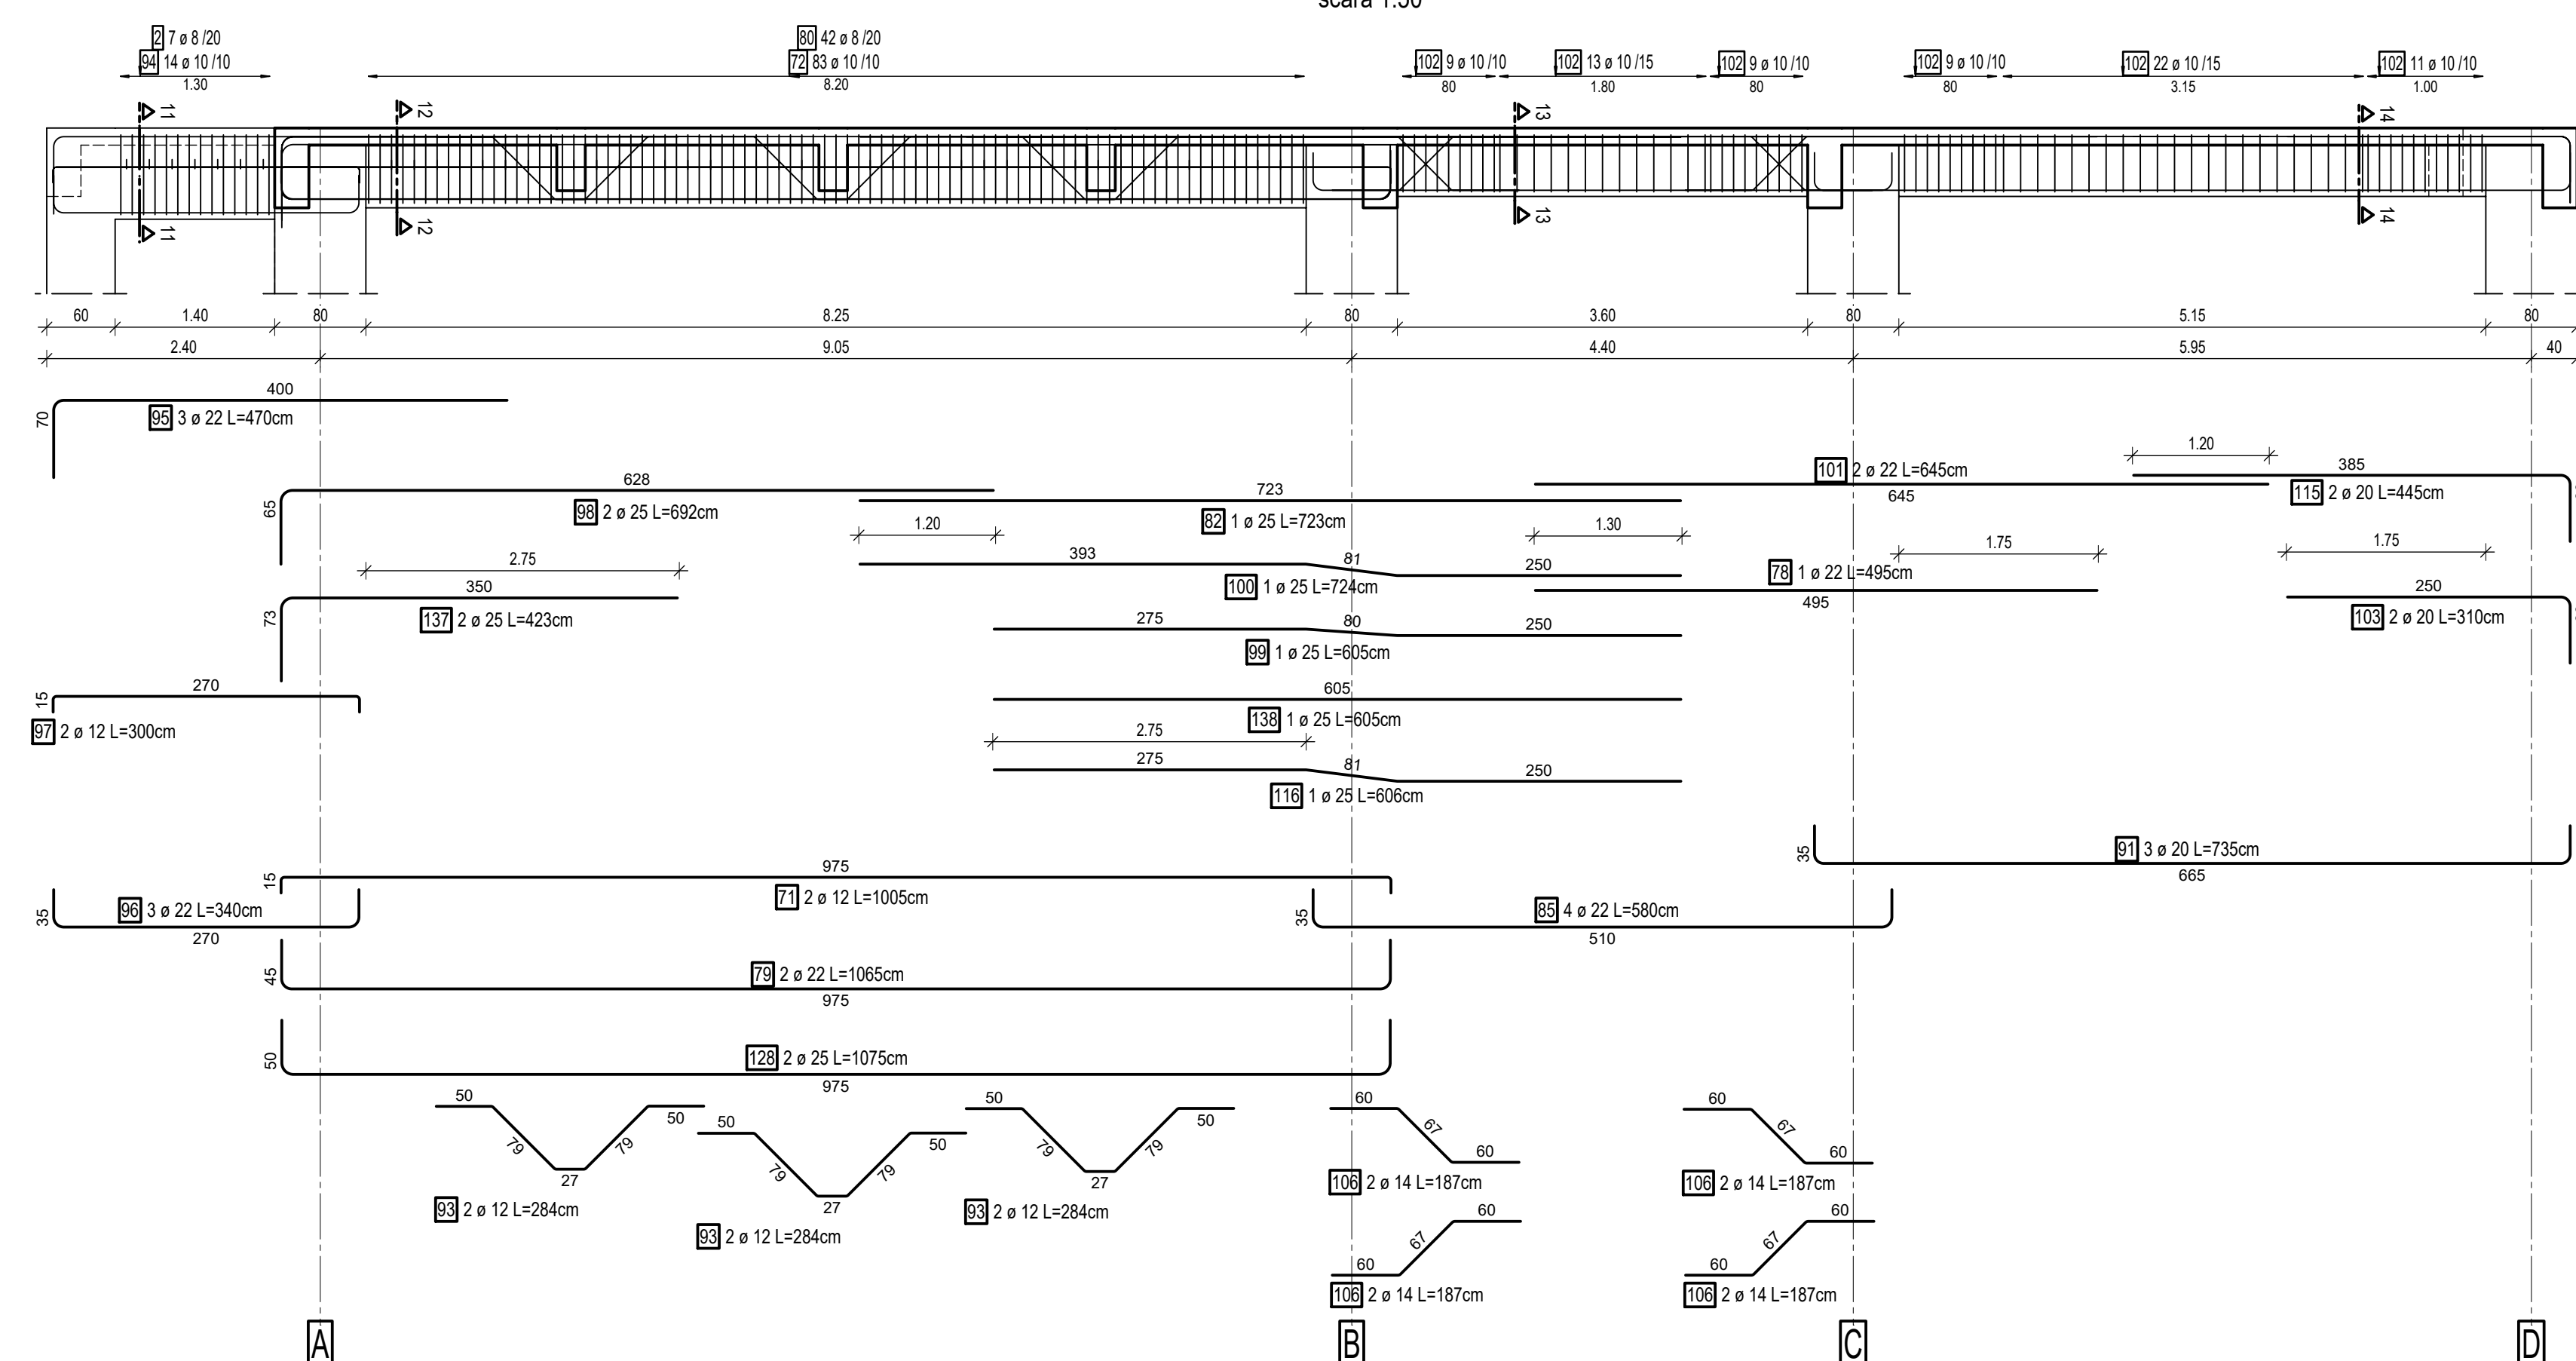 scara 1:50
2 7 ø 8 /20
94 14 ø 10 /10
1.30
80 42 ø 8 /20
72 83 ø 10 /10
8.20
102 9 ø 10 /10
80
102 13 ø 10 /15
1.80
102 9 ø 10 /10
80
102 9 ø 10 /10
80
102 22 ø 10 /15
3.15
102 11 ø 10 /10
1.00
11
12
13
14
11
12
13
14
60 1.40 80 8.25 80 3.60 80 5.15 80
2.40 9.05 4.40 5.95 40
400
70
95 3 ø 22 L=470cm
628
65
98 2 ø 25 L=692cm
723
82 1 ø 25 L=723cm
101 2 ø 22 L=645cm
645
1.20
385
115 2 ø 20 L=445cm
1.20
1.30
2.75
350
73
137 2 ø 25 L=423cm
393 81 250
100 1 ø 25 L=724cm
1.75
78 1 ø 22 L=495cm
495
1.75
250
103 2 ø 20 L=310cm
275 80 250
99 1 ø 25 L=605cm
270
15
97 2 ø 12 L=300cm
605
138 1 ø 25 L=605cm
2.75
275 81 250
116 1 ø 25 L=606cm
35
91 3 ø 20 L=735cm
665
975
15
71 2 ø 12 L=1005cm
35
96 3 ø 22 L=340cm
270
35
85 4 ø 22 L=580cm
510
45
79 2 ø 22 L=1065cm
975
50
128 2 ø 25 L=1075cm
975
50 79 27 79 50
93 2 ø 12 L=284cm
50 79 27 79 50
93 2 ø 12 L=284cm
50 79 27 79 50
93 2 ø 12 L=284cm
60 67 60
106 2 ø 14 L=187cm
60 67 60
106 2 ø 14 L=187cm
60 67 60
106 2 ø 14 L=187cm
60 67 60
106 2 ø 14 L=187cm
A B C D